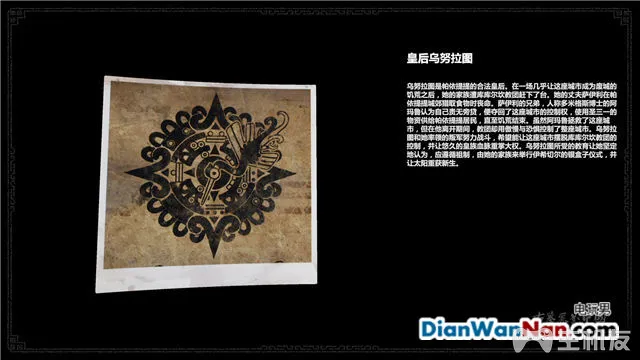 皇后乌努拉图
乌努拉图是帕依提提的合法皇后。在一场几乎让这座城市成为废城的
饥荒之后，她的家族遭库库尔坎教团赶下了台。她的丈夫萨伊利在帕
依提提城郊猎取食物时丧命。萨伊利的兄弟，人称多米格斯博士的阿
玛鲁认为自己责无旁贷，便夺回了这座城市的控制权，使用圣三一的
物资供给帕依提提居民，直至饥荒结束。虽然阿玛鲁拯救了这座城
市，但在他离开期间，教团却用傲慢与恐惧控制了整座城市。乌努拉
图和她率领的叛军努力战斗，希望能让这座城市摆脱库库尔坎教团的
控制，并让悠久的皇族血脉重掌大权。乌努拉图所受的教育让她坚定
地认为，应遵循祖制，由她的家族来举行伊希切尔的银盒子仪式，并
让太阳重获新生。
电玩男
DianWanNan.com